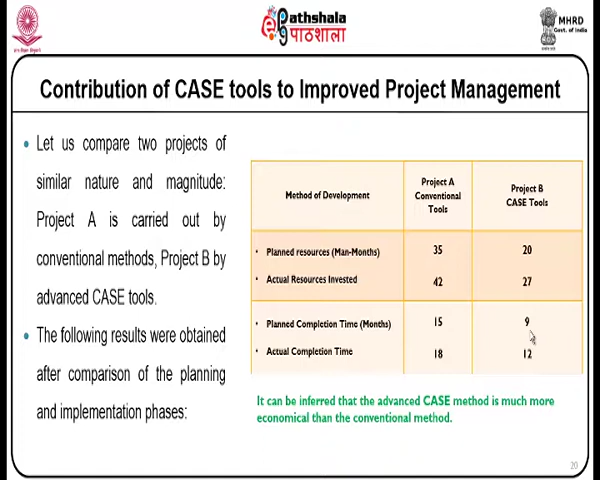 ePathshala
पाठशाला
MHRD
Govt. of India
Contribution of CASE tools to Improved Project Management
• Let us compare two projects of
similar nature and magnitude:
Project A is carried out by
conventional methods, Project B by
advanced CASE tools.
• The following results were obtained
after comparison of the planning
and implementation phases:
Method of Development
Project A
Conventional
Tools
Project B
CASE Tools
• Planned resources (Man-Months) 35 20
• Actual Resources Invested 42 27
• Planned Completion Time (Months) 15 9
• Actual Completion Time 18 12
It can be inferred that the advanced CASE method is much more
economical than the conventional method.
20